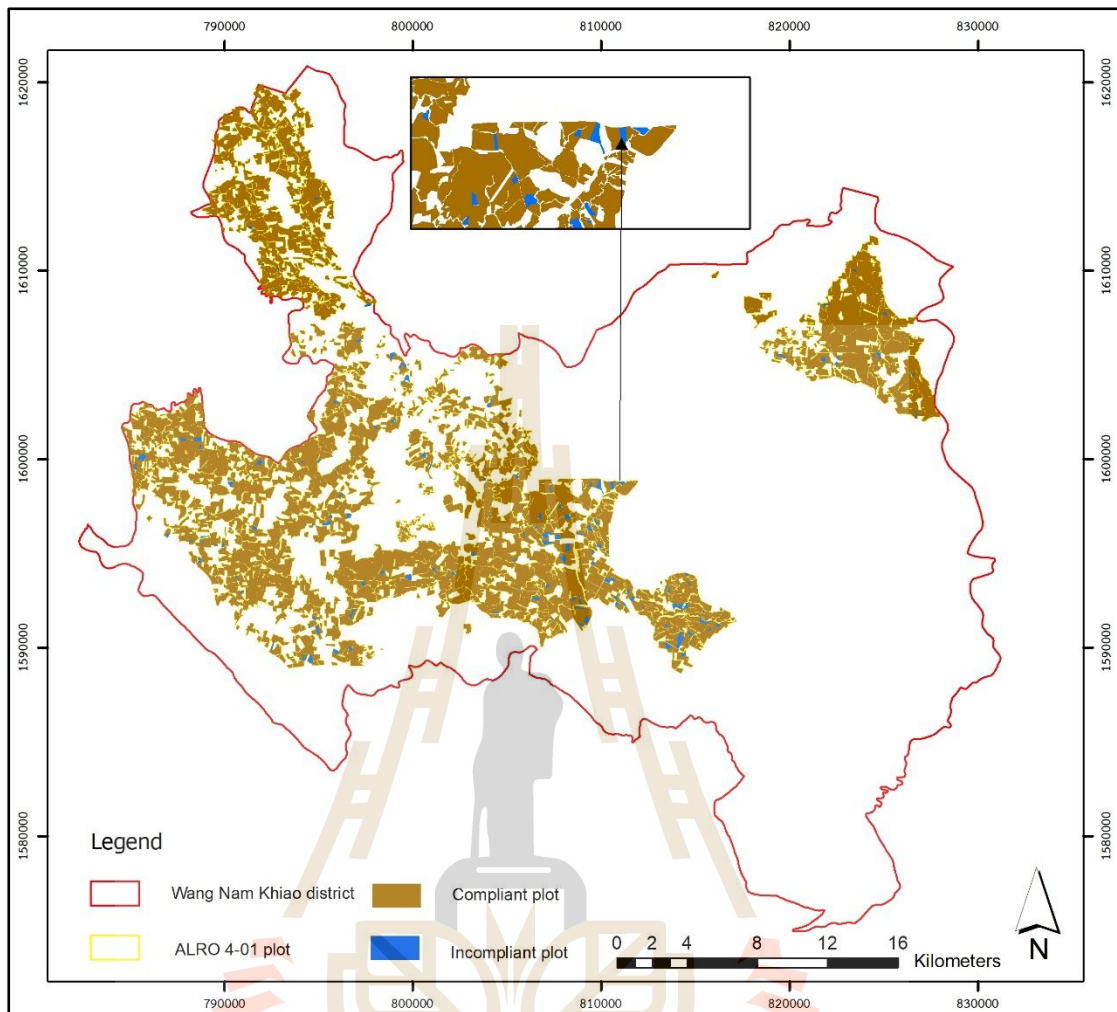 790000 800000 810000 820000 830000
1620000 1620000
1610000 1610000
1600000 1600000
1590000 1590000
1580000 1580000
Legend
Wang Nam Khiao district Compliant plot
ALRO 4-01 plot Incompliant plot
0 2 4 8 12 16
Kilometers
N
790000 800000 810000 820000 830000